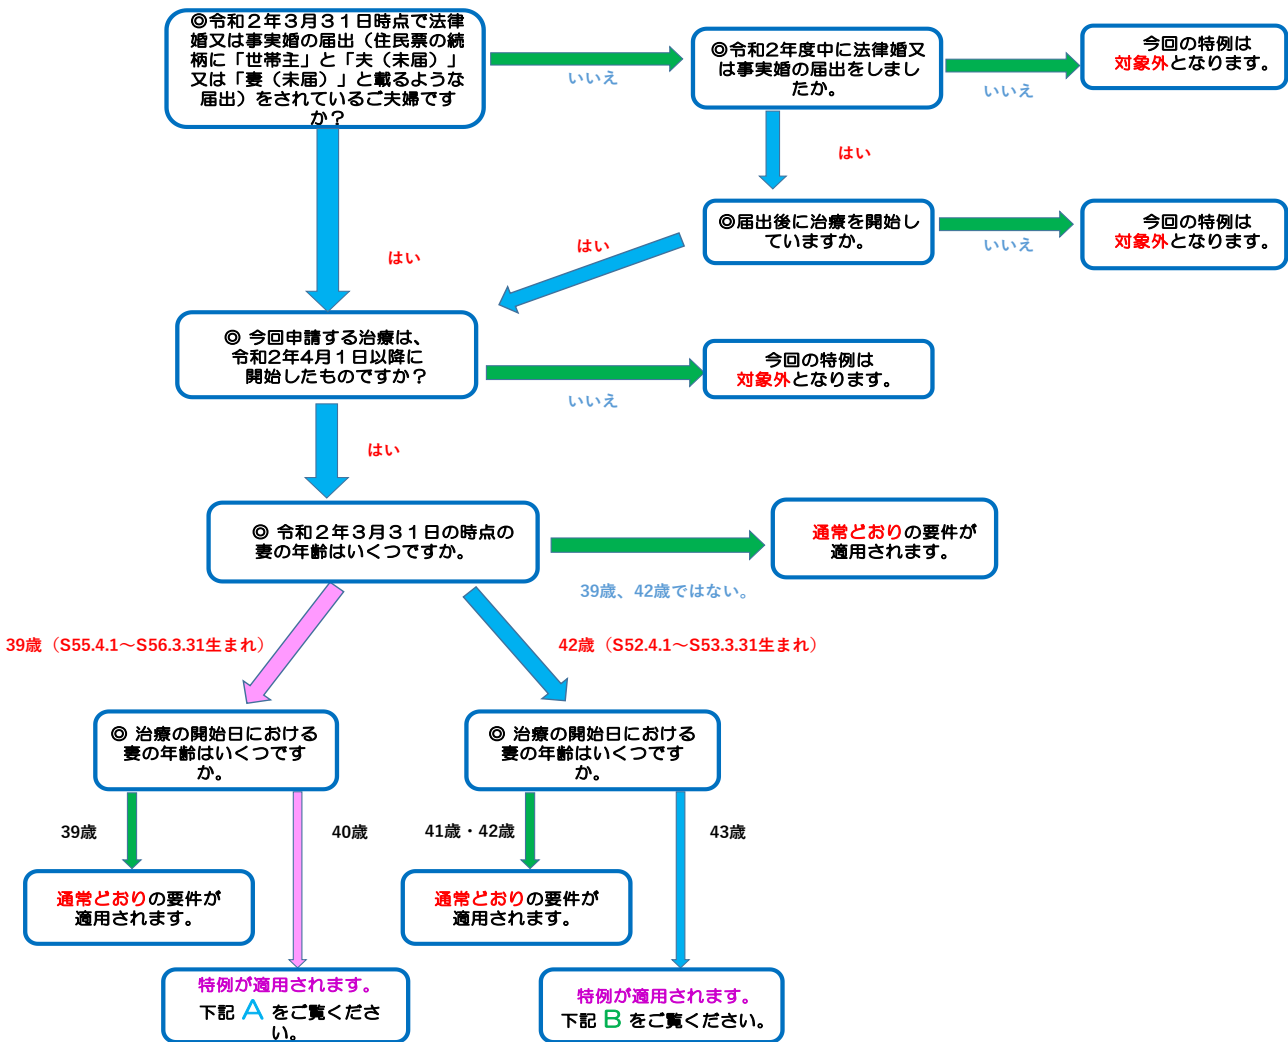 ◎令和２年３月３１日時点で法律
婚又は事実婚の届出（住民票の続
柄に「世帯主」と「夫（未届）」
又は「妻（未届）」と載るような
届出）をされているご夫婦です
か？
いいえ
◎令和2年度中に法律婚又
は事実婚の届出をしまし
たか。
いいえ
今回の特例は
対象外となります。
はい
◎届出後に治療を開始し
ていますか。
いいえ
今回の特例は
対象外となります。
はい
はい
◎ 今回申請する治療は、
令和2年4月１日以降に
開始したものですか？
いいえ
今回の特例は
対象外となります。
はい
◎ 令和２年３月３１日の時点の
妻の年齢はいくつですか。
39歳、42歳ではない。
通常どおりの要件が
適用されます。
39歳（S55.4.1～S56.3.31生まれ）
42歳（S52.4.1～S53.3.31生まれ）
◎ 治療の開始日における
妻の年齢はいくつです
か。
◎ 治療の開始日における
妻の年齢はいくつです
か。
39歳
40歳
41歳・42歳
43歳
通常どおりの要件が
適用されます。
通常どおりの要件が
適用されます。
特例が適用されます。
下記 A をご覧くださ
い。
特例が適用されます。
下記 B をご覧ください。